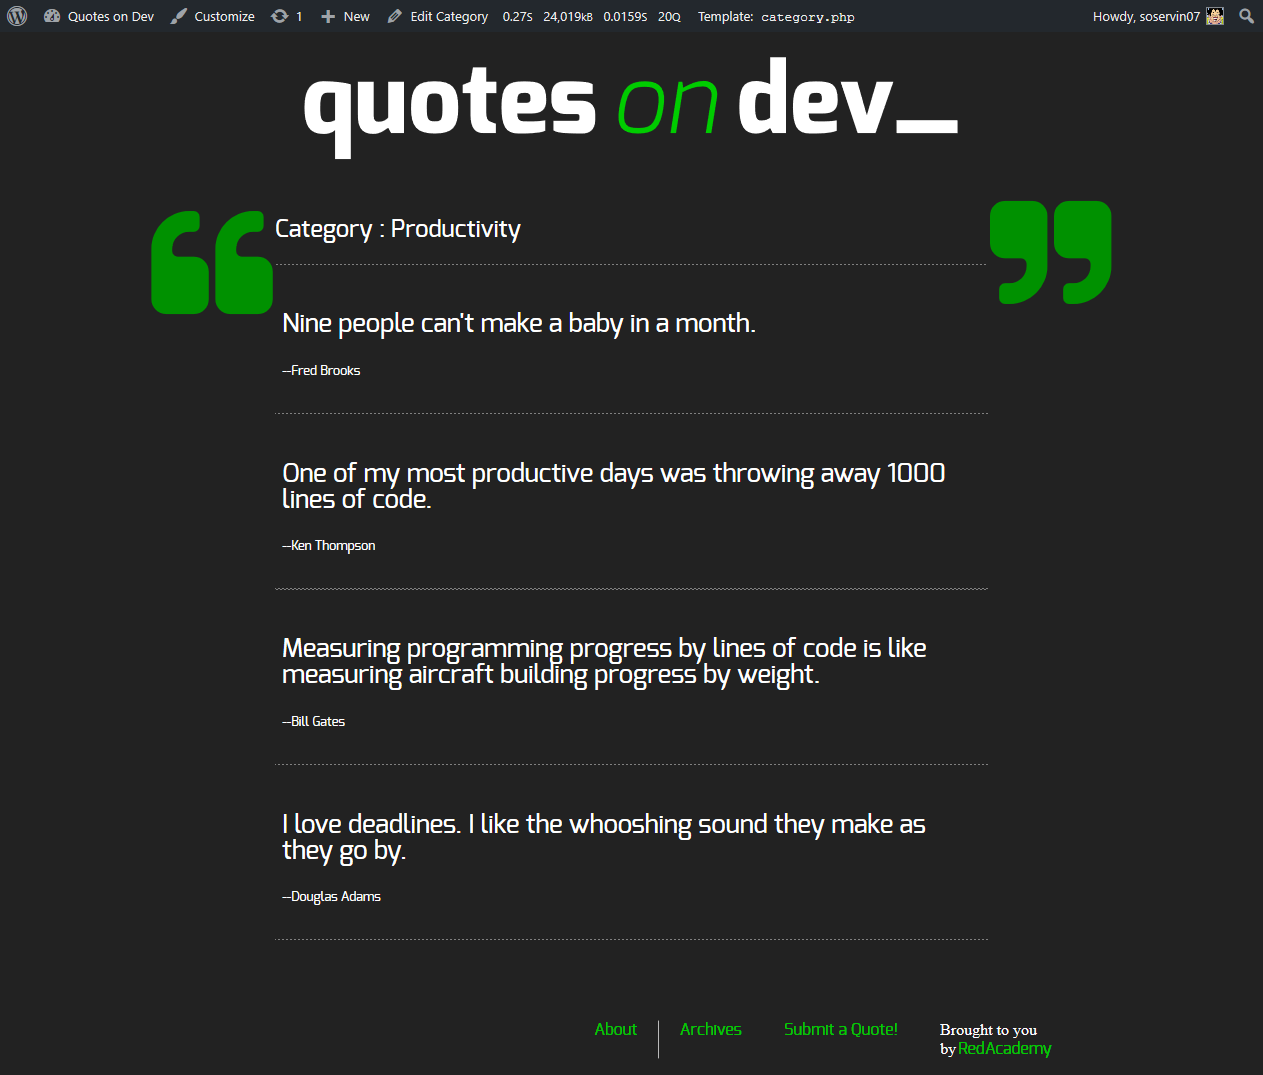 Quotes on Dev Customize 1 New Edit Category 0.27S 24,019KB 0.0159S 20Q Template: category.php Howdy, soservin07
quotes on dev_
Category : Productivity
Nine people can't make a baby in a month.
—Fred Brooks
One of my most productive days was throwing away 1000
lines of code.
—Ken Thompson
Measuring programming progress by lines of code is like
measuring aircraft building progress by weight.
—Bill Gates
I love deadlines. I like the whooshing sound they make as
they go by.
—Douglas Adams
About Archives Submit a Quote! Brought to you
by RedAcademy